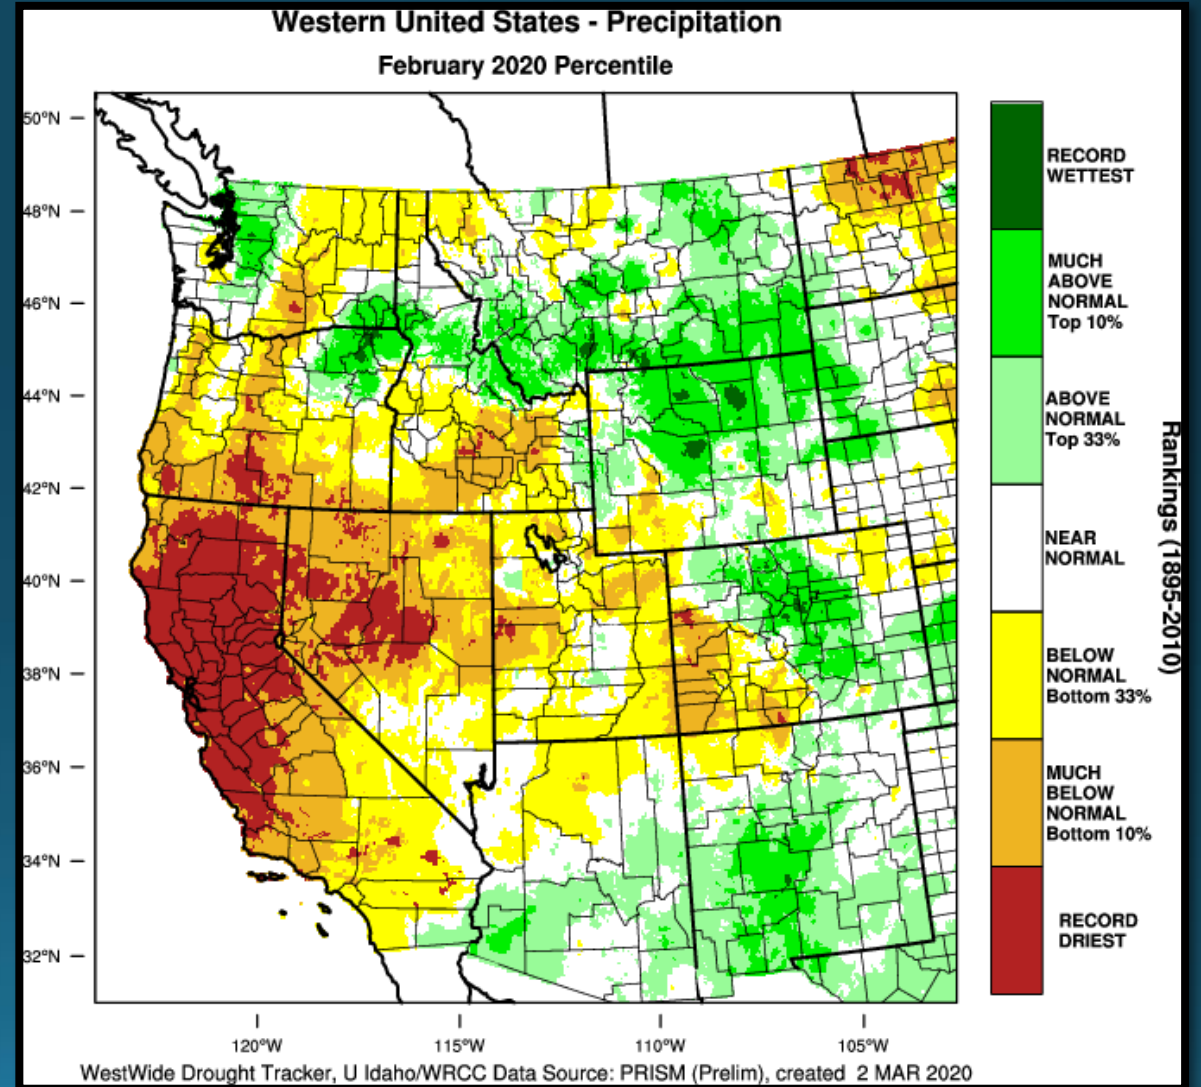 Western United States - Precipitation
February 2020 Percentile
50°N
48°N
46°N
44°N
42°N
40°N
38°N
36°N
34°N
32°N
120°W
115°W
110°W
105°W
RECORD
WETTEST
MUCH
ABOVE
NORMAL
Top 10%
ABOVE
NORMAL
Top 33%
NEAR
NORMAL
BELOW
NORMAL
Bottom 33%
MUCH
BELOW
NORMAL
Bottom 10%
RECORD
DRIEST
Rankings (1895-2010)
WestWide Drought Tracker, U Idaho/WRCC Data Source: PRISM (Prelim), created 2 MAR 2020